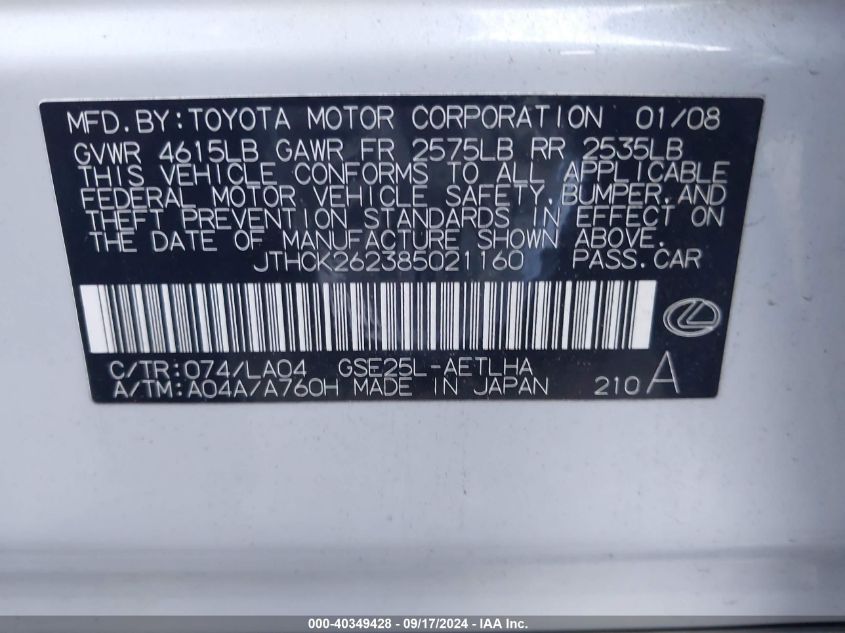 MFD.BY:TOYOTA MOTOR CORPORATION 01/08
GVWR 4615LB GAWR FR 2575LB RR 2535LB
THIS VEHICLE CONFORMS TO ALL APPLICABLE
FEDERAL MOTOR VEHICLE SAFETY,BUMPER,AND
THEFT PREVENTION STANDARDS IN EFFECT ON
THE DATE OF MANUFACTURE SHOWN ABOVE.
JTHCK262385021160 PASS.CAR
C/TR:074/LA04 GSE25L-AETLHA
A/TM:A04A/A760H MADE IN JAPAN 210 A
000-40349428 - 09/17/2024 - IAA Inc.